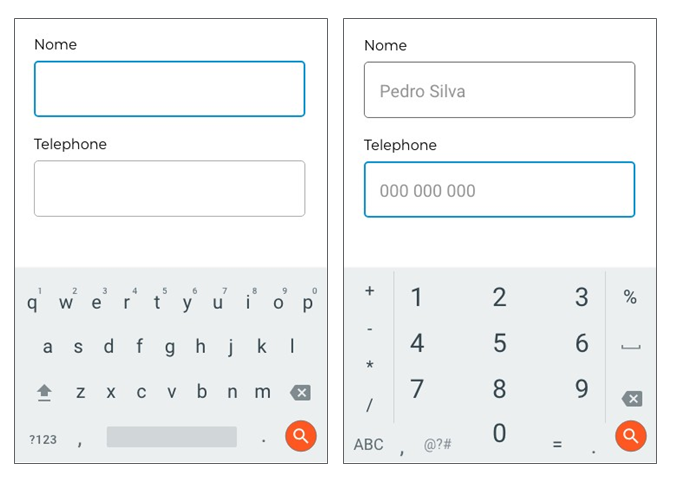 Nome
Telephone
1 2 3 4 5 6 7 8 9 0
q w e r t y u i o p
a s d f g h j k l
z x c v b n m
?123 , .
Nome
Pedro Silva
Telephone
000 000 000
+ 1 2 3 %
- 4 5 6
*
/ 7 8 9
ABC , @?# 0 = .